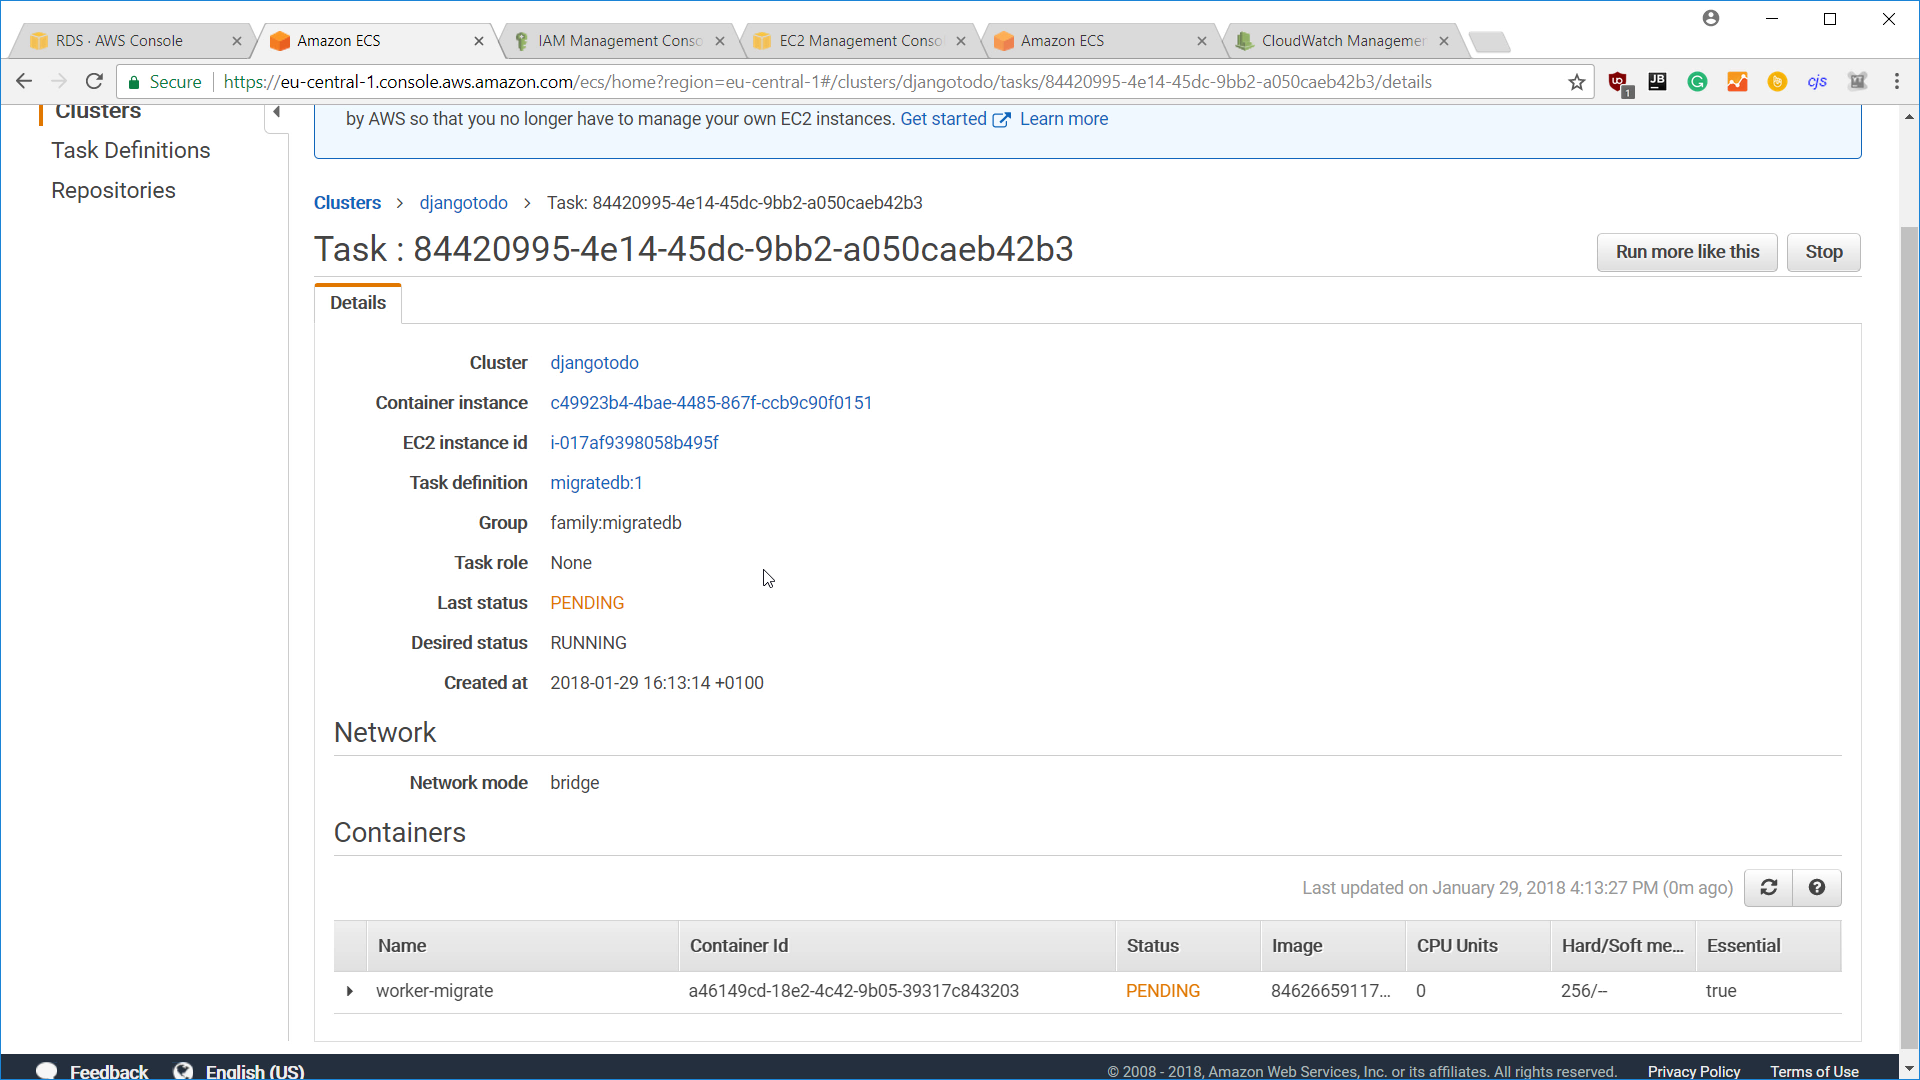 RDS · AWS Console
Amazon ECS
IAM Management Conso
EC2 Management Conso
Amazon ECS
CloudWatch Managemen
Secure
https://eu-central-1.console.aws.amazon.com/ecs/home?region=eu-central-1#/clusters/djangotodo/tasks/84420995-4e14-45dc-9bb2-a050caeb42b3/details
1
JB
cjs
Clusters
Task Definitions
Repositories
by AWS so that you no longer have to manage your own EC2 instances. Get started Learn more
Clusters > djangotodo > Task: 84420995-4e14-45dc-9bb2-a050caeb42b3
Task : 84420995-4e14-45dc-9bb2-a050caeb42b3
Run more like this
Stop
Details
Cluster djangotodo
Container instance c49923b4-4bae-4485-867f-ccb9c90f0151
EC2 instance id i-017af9398058b495f
Task definition migratedb:1
Group family:migratedb
Task role None
Last status PENDING
Desired status RUNNING
Created at 2018-01-29 16:13:14 +0100
Network
Network mode bridge
Containers
Last updated on January 29, 2018 4:13:27 PM (0m ago)
Name Container Id Status Image CPU Units Hard/Soft me... Essential
worker-migrate a46149cd-18e2-4c42-9b05-39317c843203 PENDING 84626659117... 0 256/-- true
Feedback English (US)
© 2008 - 2018, Amazon Web Services, Inc. or its affiliates. All rights reserved. Privacy Policy Terms of Use